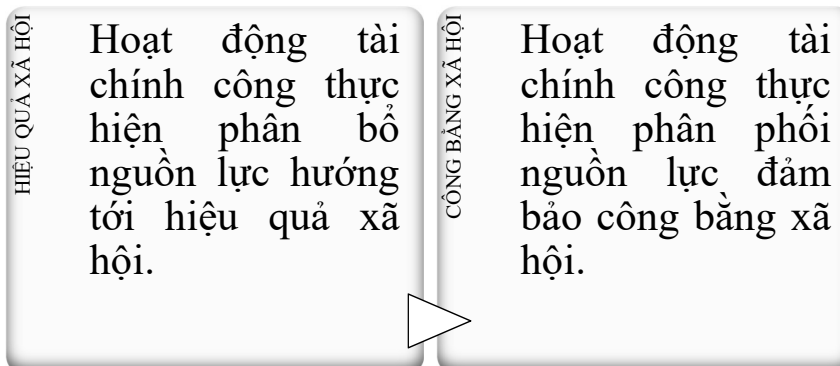 HIỆU QUẢ XÃ HỘI
Hoạt động tài
chính công thực
hiện phân bổ
nguồn lực hướng
tới hiệu quả xã
hội.
CÔNG BẰNG XÃ HỘI
Hoạt động tài
chính công thực
hiện phân phối
nguồn lực đảm
bảo công bằng xã
hội.